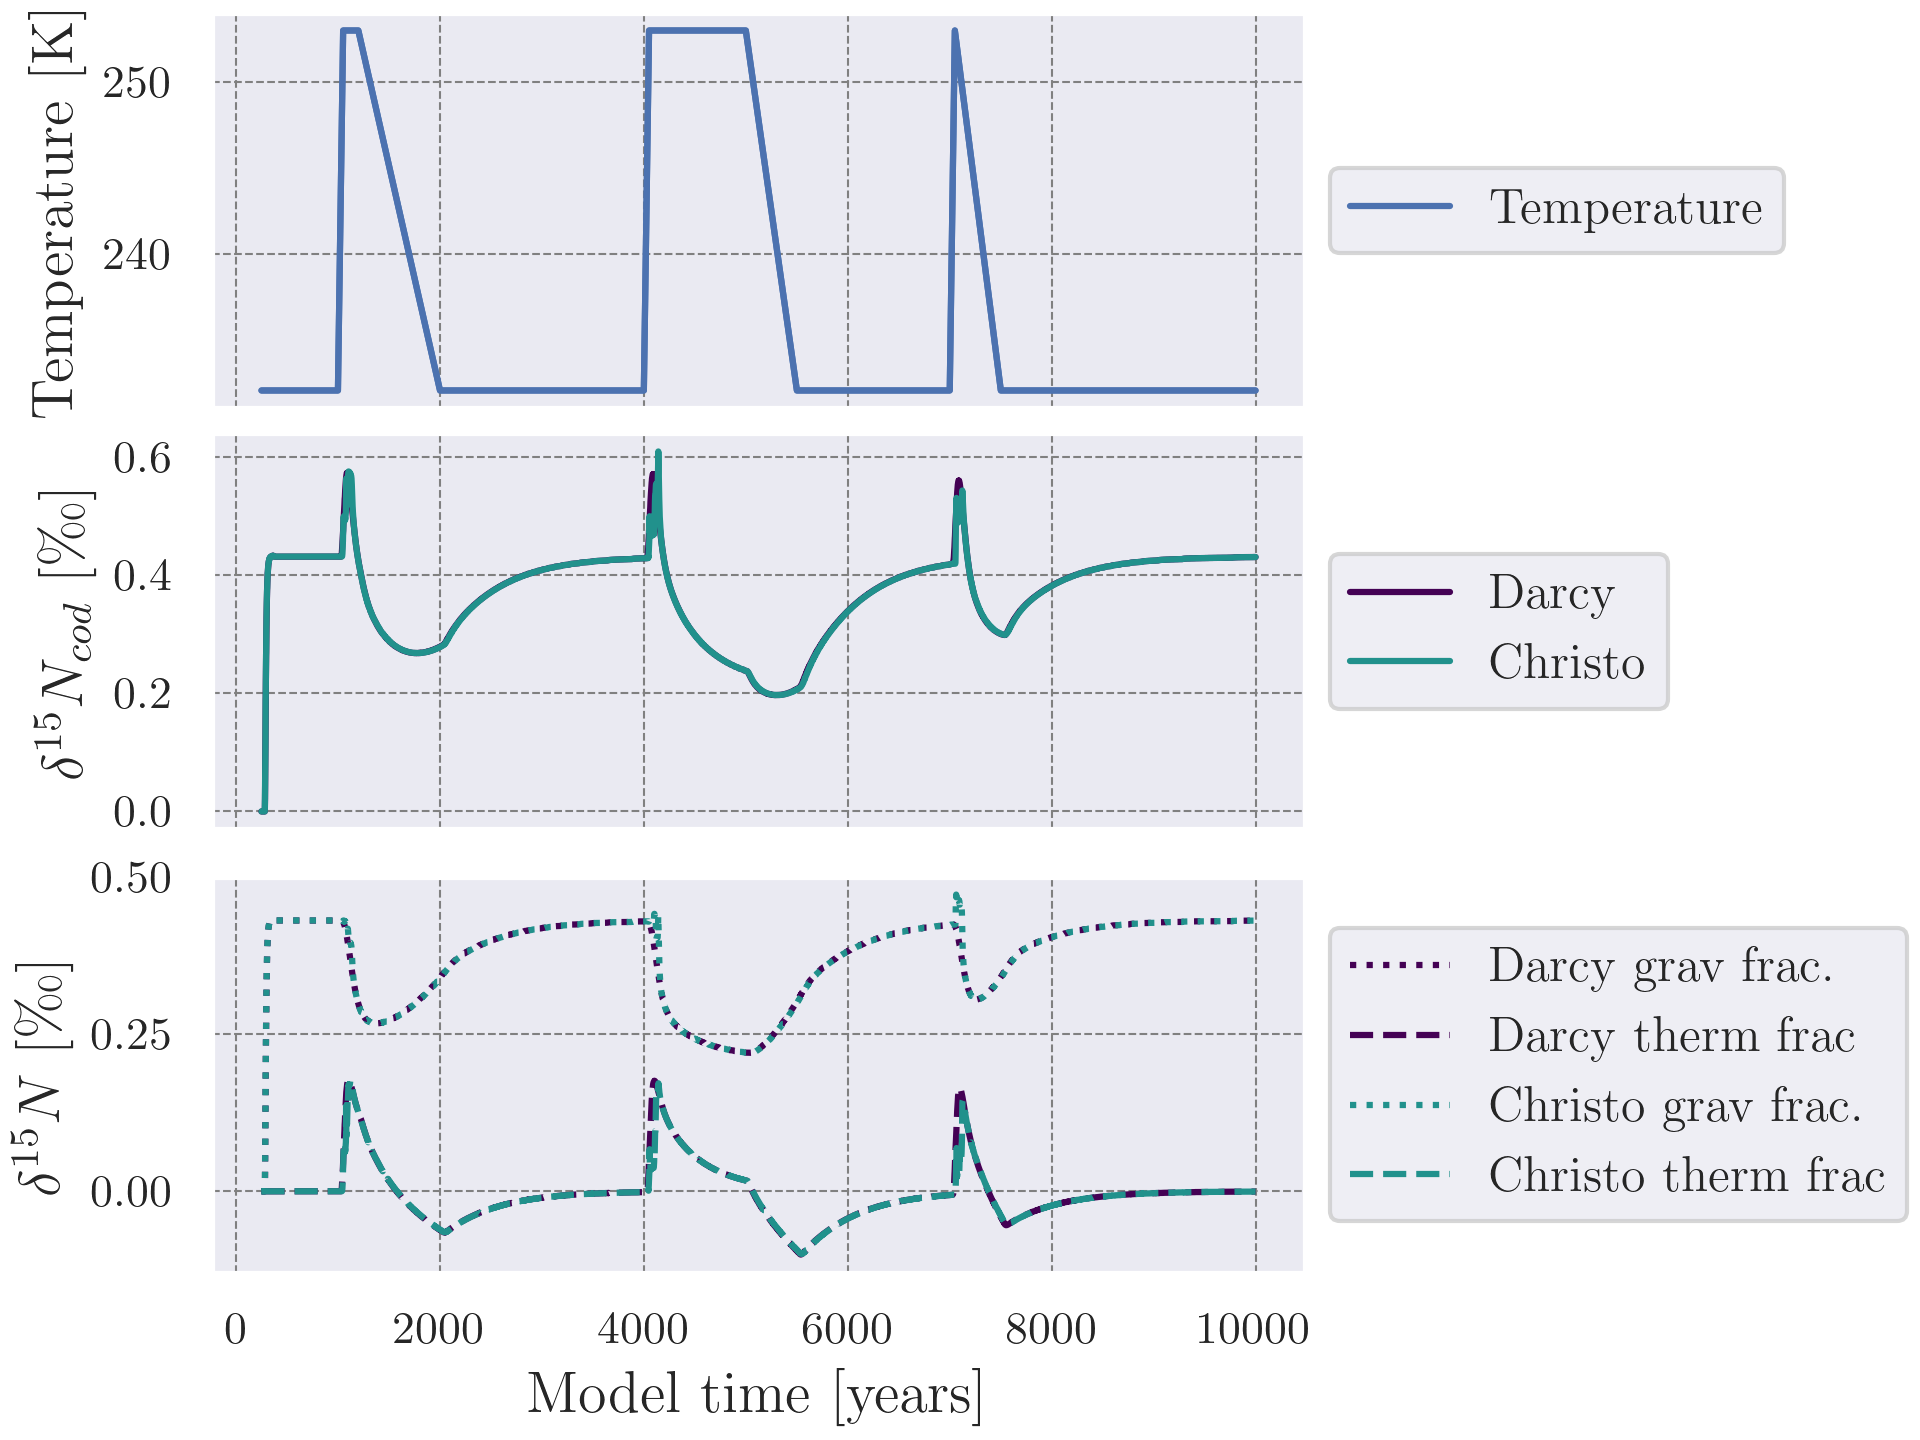 Temperature [K]
250
240
Temperature
δ¹⁵N_cod [‰]
0.6
0.4
0.2
0.0
Darcy
Christo
δ¹⁵N [‰]
0.50
0.25
0.00
Darcy grav frac.
Darcy therm frac
Christo grav frac.
Christo therm frac
0 2000 4000 6000 8000 10000
Model time [years]